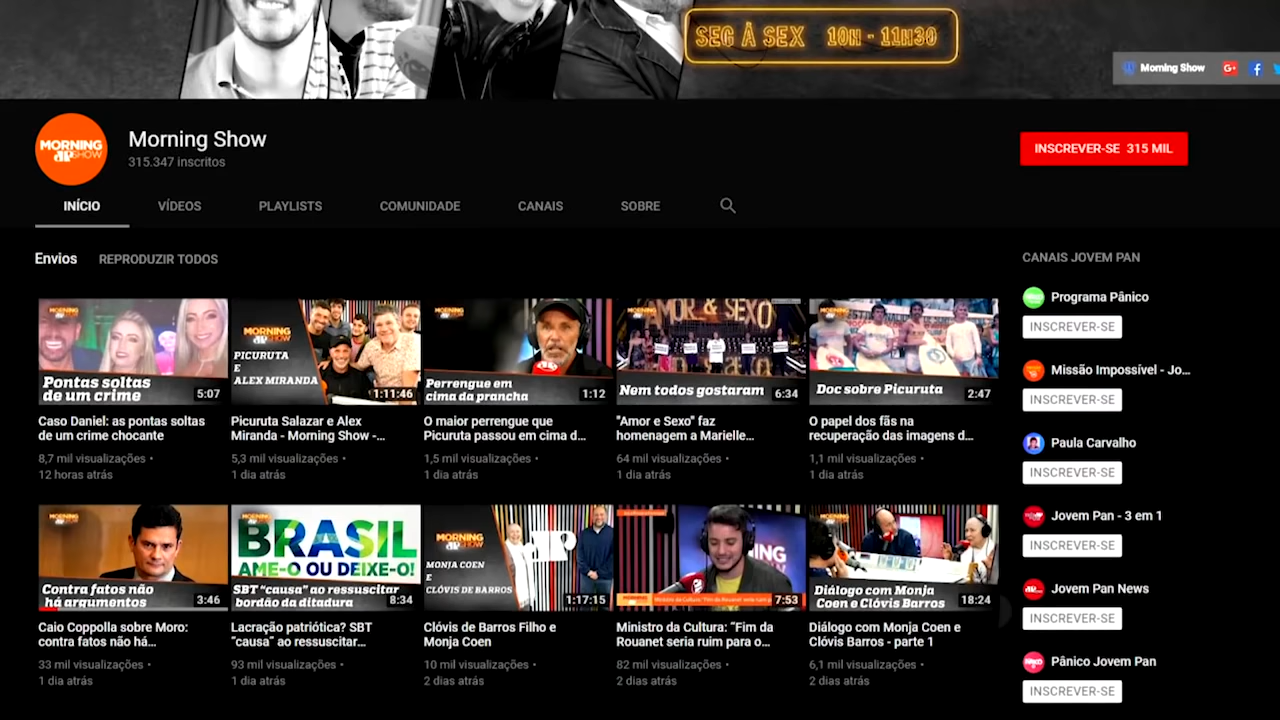 SEG À SEX 10H - 11H30
Morning Show
MORNING
JP SHOW
Morning Show
315.347 inscritos
INSCREVER-SE 315 MIL
INÍCIO VÍDEOS PLAYLISTS COMUNIDADE CANAIS SOBRE
Envios REPRODUZIR TODOS
Pontas soltas
de um crime
5:07
Caso Daniel: as pontas soltas
de um crime chocante
8,7 mil visualizações •
12 horas atrás
MORNING
PICURUTA
E
ALEX MIRANDA
1:11:46
Picuruta Salazar e Alex
Miranda - Morning Show -...
5,3 mil visualizações •
1 dia atrás
MORNING
Perrengue em
cima da prancha
1:12
O maior perrengue que
Picuruta passou em cima d...
1,5 mil visualizações •
1 dia atrás
MORNING
AMOR & SEXO
Nem todos gostaram
6:34
"Amor e Sexo" faz
homenagem a Marielle...
64 mil visualizações •
1 dia atrás
MORNING
Doc sobre Picuruta
2:47
O papel dos fãs na
recuperação das imagens d...
1,1 mil visualizações •
1 dia atrás
MORNING
Contra fatos não
há argumentos
3:46
Caio Coppolla sobre Moro:
contra fatos não há...
33 mil visualizações •
1 dia atrás
BRASIL
AME-O OU DEIXE-O!
SBT "causa" ao ressuscitar
bordão da ditadura
8:34
Lacração patriótica? SBT
"causa" ao ressuscitar...
93 mil visualizações •
1 dia atrás
MORNING
JP SHOW
MONJA COEN
E
CLÓVIS DE BARROS
JP
1:17:15
Clóvis de Barros Filho e
Monja Coen
10 mil visualizações •
2 dias atrás
7:53
Ministro da Cultura: "Fim da
Rouanet seria ruim para o...
82 mil visualizações •
2 dias atrás
MORNING
Diálogo com Monja
Coen e Clóvis Barros
18:24
Diálogo com Monja Coen e
Clóvis Barros - parte 1
6,1 mil visualizações •
2 dias atrás
CANAIS JOVEM PAN
Programa Pânico
INSCREVER-SE
Missão Impossível - Jo...
INSCREVER-SE
Paula Carvalho
INSCREVER-SE
Jovem Pan - 3 em 1
INSCREVER-SE
Jovem Pan News
INSCREVER-SE
Pânico Jovem Pan
INSCREVER-SE